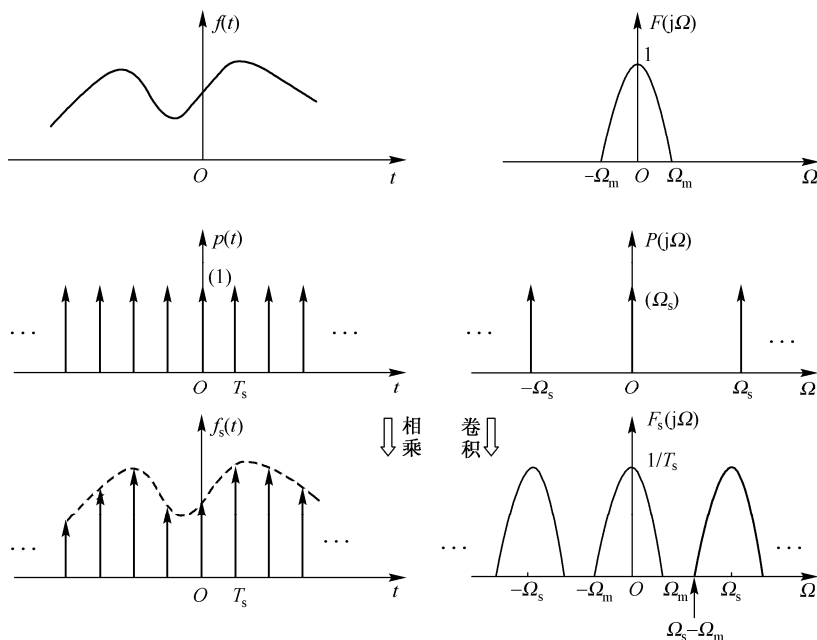 f(t)
O
t
F(jΩ)
1
−Ωm
O
Ωm
Ω
p(t)
(1)
...
...
O
Ts
t
P(jΩ)
(Ωs)
...
...
−Ωs
O
Ωs
Ω
fs(t)
相乘
卷积
...
...
O
Ts
t
Fs(jΩ)
1/Ts
...
...
−Ωs
−Ωm
O
Ωm
Ωs
Ω
Ωs−Ωm